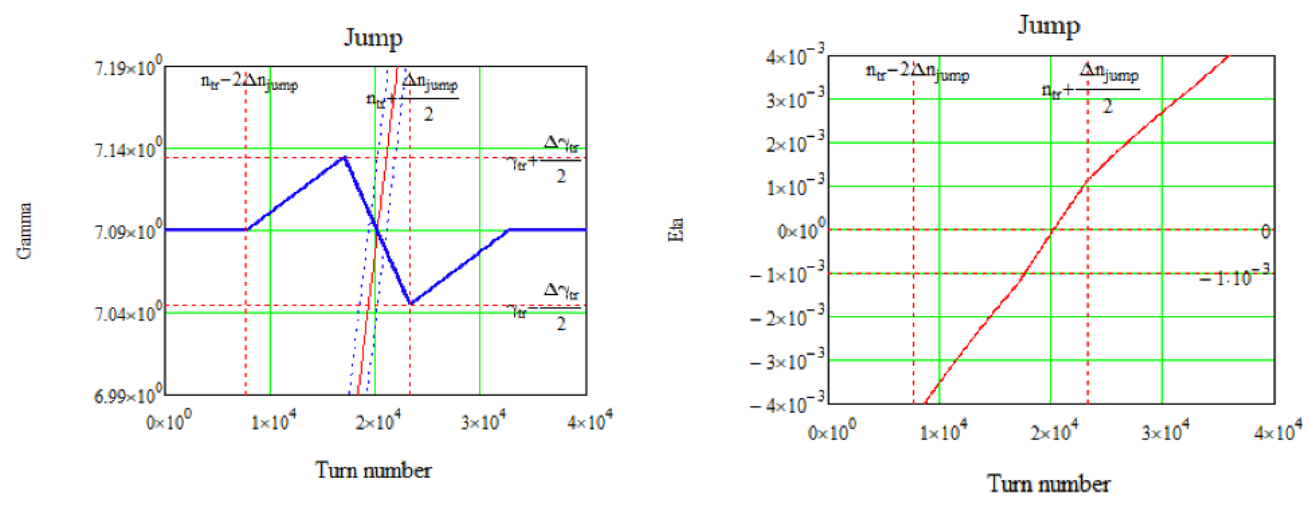 Jump
7.19×10⁰
7.14×10⁰
7.09×10⁰
7.04×10⁰
6.99×10⁰
Gamma
n_tr−2Δn_jump
n_tr+Δn_jump/2
γ_tr+Δγ_tr/2
γ_tr−Δγ_tr/2
0×10⁰ 1×10⁴ 2×10⁴ 3×10⁴ 4×10⁴
Turn number
Jump
4×10⁻³
3×10⁻³
2×10⁻³
1×10⁻³
0×10⁰
−1×10⁻³
−2×10⁻³
−3×10⁻³
−4×10⁻³
Eta
n_tr−2Δn_jump
n_tr+Δn_jump/2
0
−1·10⁻³
0×10⁰ 1×10⁴ 2×10⁴ 3×10⁴ 4×10⁴
Turn number